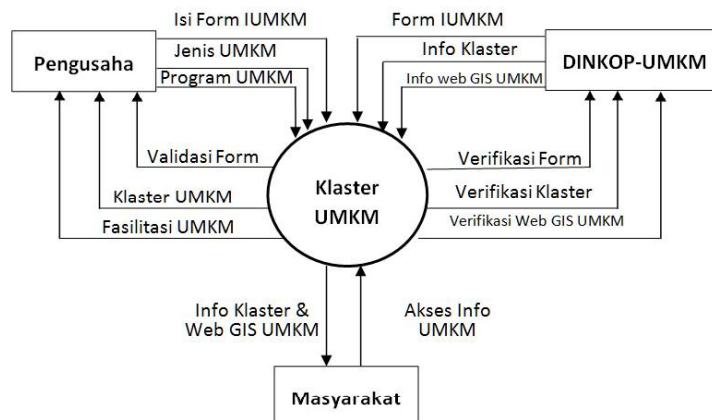 Isi Form IUMKM
Jenis UMKM
Program UMKM
Pengusaha
Form IUMKM
Info Klaster
Info web GIS UMKM
DINKOP-UMKM
Validasi Form
Klaster UMKM
Fasilitasi UMKM
Klaster
UMKM
Verifikasi Form
Verifikasi Klaster
Verifikasi Web GIS UMKM
Info Klaster &
Web GIS UMKM
Akses Info
UMKM
Masyarakat